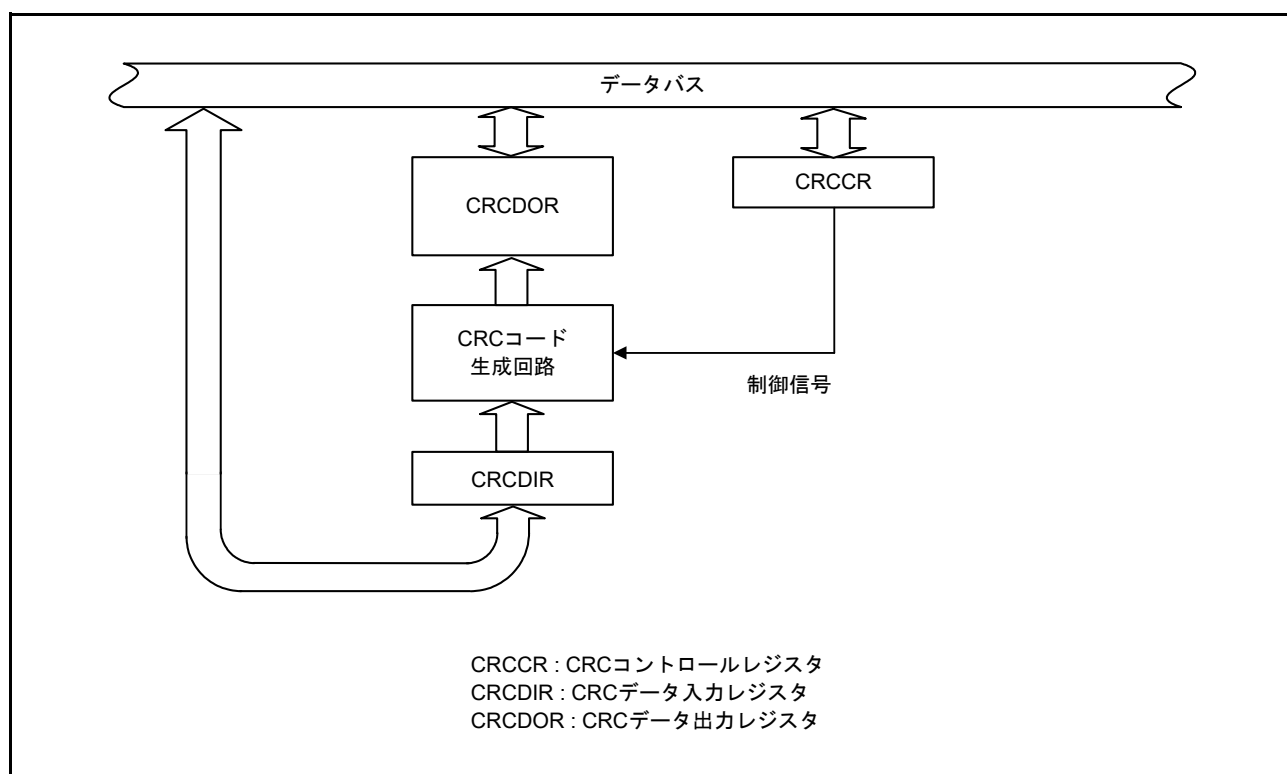 データバス
CRCDOR
CRCCR
CRCコード
生成回路
制御信号
CRCDIR
CRCCR : CRCコントロールレジスタ
CRCDIR : CRCデータ入力レジスタ
CRCDOR : CRCデータ出力レジスタ